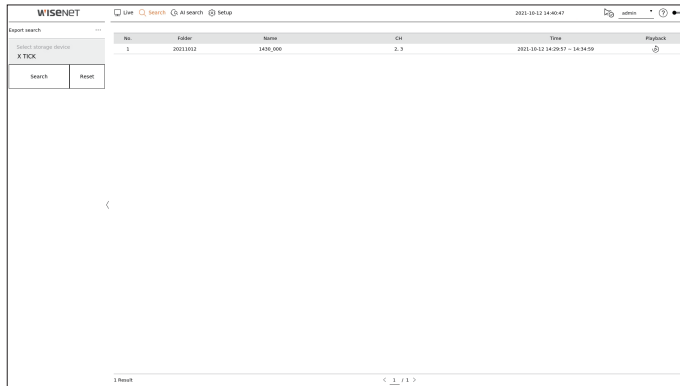 WISENET
Live Search AI search Setup 2021-10-12 14:40:47 admin
Export search ...
Select storage device
X TICK
Search Reset
No. Folder Name CH Time Playback
1 20211012 1430_000 2, 3 2021-10-12 14:29:57 ~ 14:34:59
1 Result < 1 / 1 >